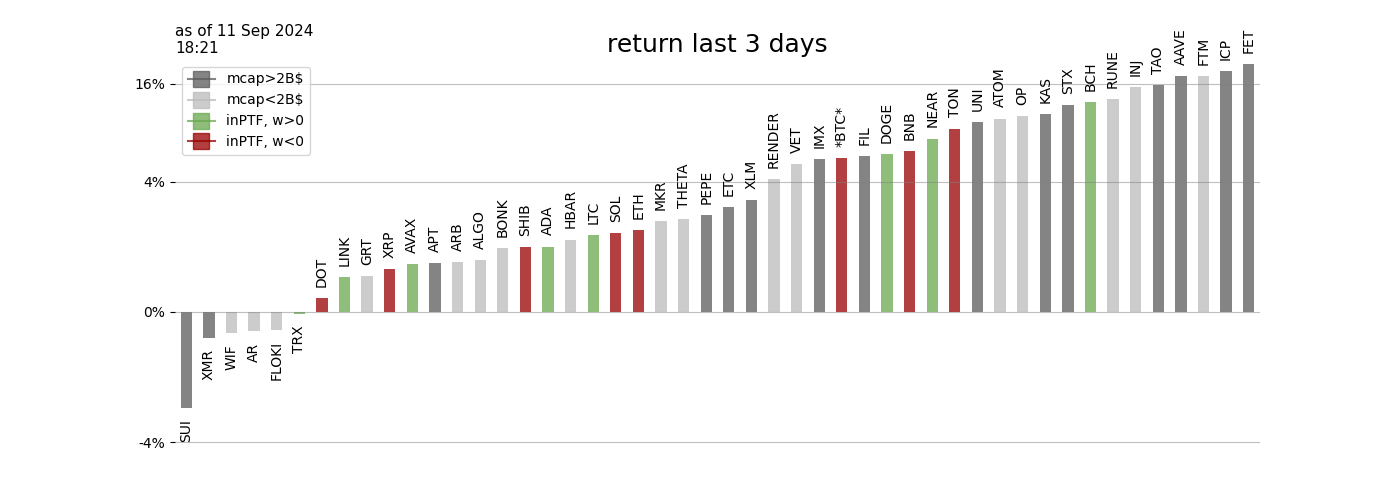 as of 11 Sep 2024
18:21
return last 3 days
mcap>2B$
mcap<2B$
inPTF, w>0
inPTF, w<0
16%
4%
0%
-4%
SUI
XMR
WIF
AR
FLOKI
TRX
DOT
LINK
GRT
XRP
AVAX
APT
ARB
ALGO
BONK
SHIB
ADA
HBAR
LTC
SOL
ETH
MKR
THETA
PEPE
ETC
XLM
RENDER
VET
IMX
*BTC*
FIL
DOGE
BNB
NEAR
TON
UNI
ATOM
OP
KAS
STX
BCH
RUNE
INJ
TAO
AAVE
FTM
ICP
FET